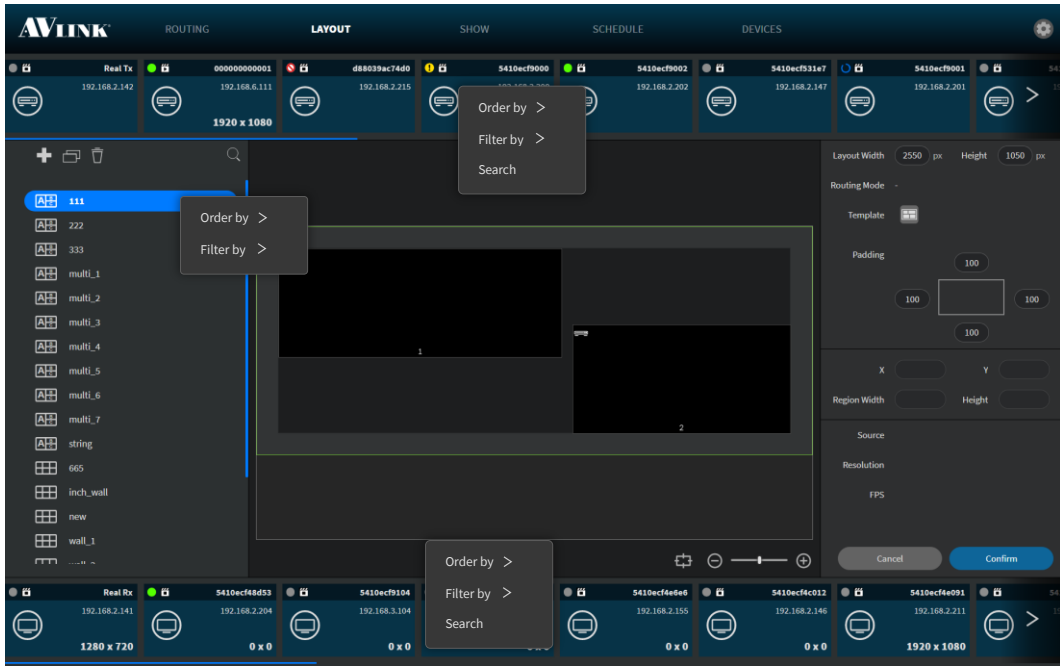 AVLINK
ROUTING
LAYOUT
SHOW
SCHEDULE
DEVICES
Real Tx
192.168.2.142
000000000001
192.168.6.111
1920 x 1080
d88039ac74d0
192.168.2.215
5410ecf9000
5410ecf9002
192.168.2.202
5410ecf531e7
192.168.2.147
5410ecf9001
192.168.2.201
Order by >
Filter by >
Search
111
222
333
multi_1
multi_2
multi_3
multi_4
multi_5
multi_6
multi_7
string
665
inch_wall
new
wall_1
Order by >
Filter by >
1
2
Layout Width 2550 px Height 1050 px
Routing Mode -
Template
Padding
100
100 100
100
X Y
Region Width Height
Source
Resolution
FPS
Cancel Confirm
Order by >
Filter by >
Search
Real Rx
192.168.2.141
1280 x 720
5410ecf48d53
192.168.2.204
0 x 0
5410ecf9104
192.168.3.104
0 x 0
5410ecf4e6e6
192.168.2.155
0 x 0
5410ecf4c012
192.168.2.146
0 x 0
5410ecf4e091
192.168.2.211
1920 x 1080